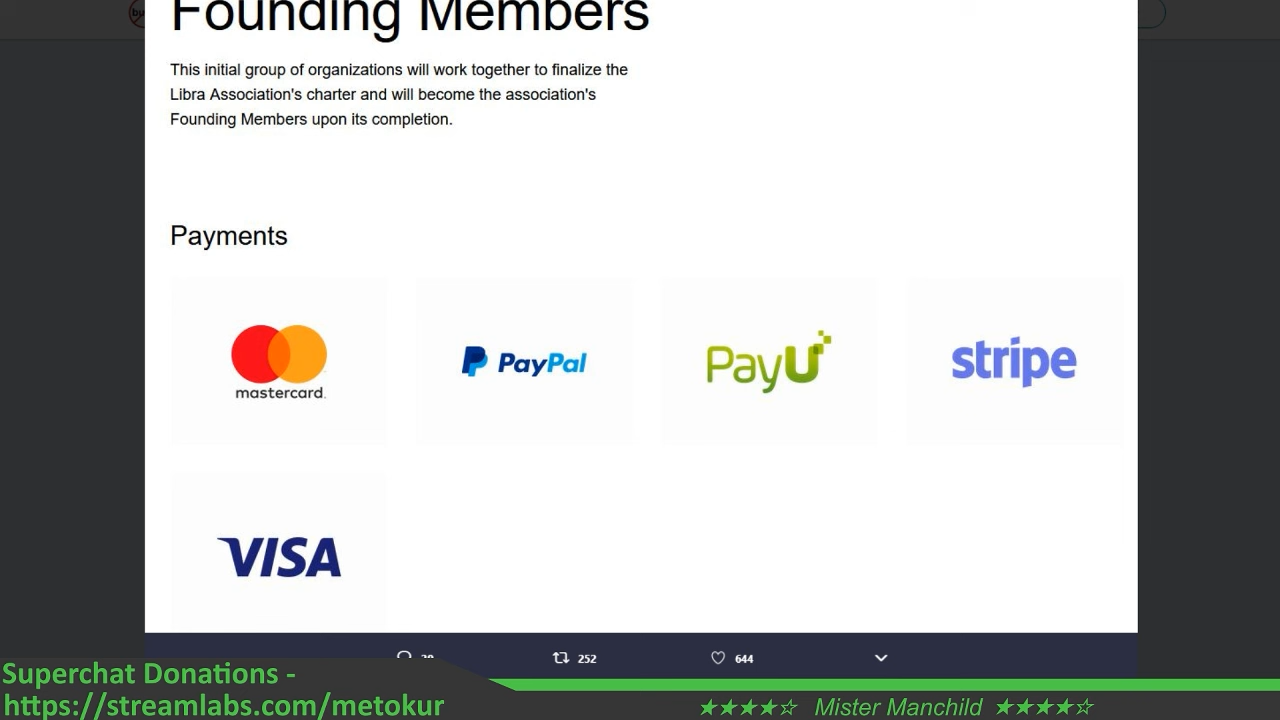 Founding Members
This initial group of organizations will work together to finalize the
Libra Association's charter and will become the association's
Founding Members upon its completion.
Payments
mastercard.
PayPal
PayU
stripe
VISA
252
644
Superchat Donations -
https://streamlabs.com/metokur
★★★★☆ Mister Manchild ★★★★☆